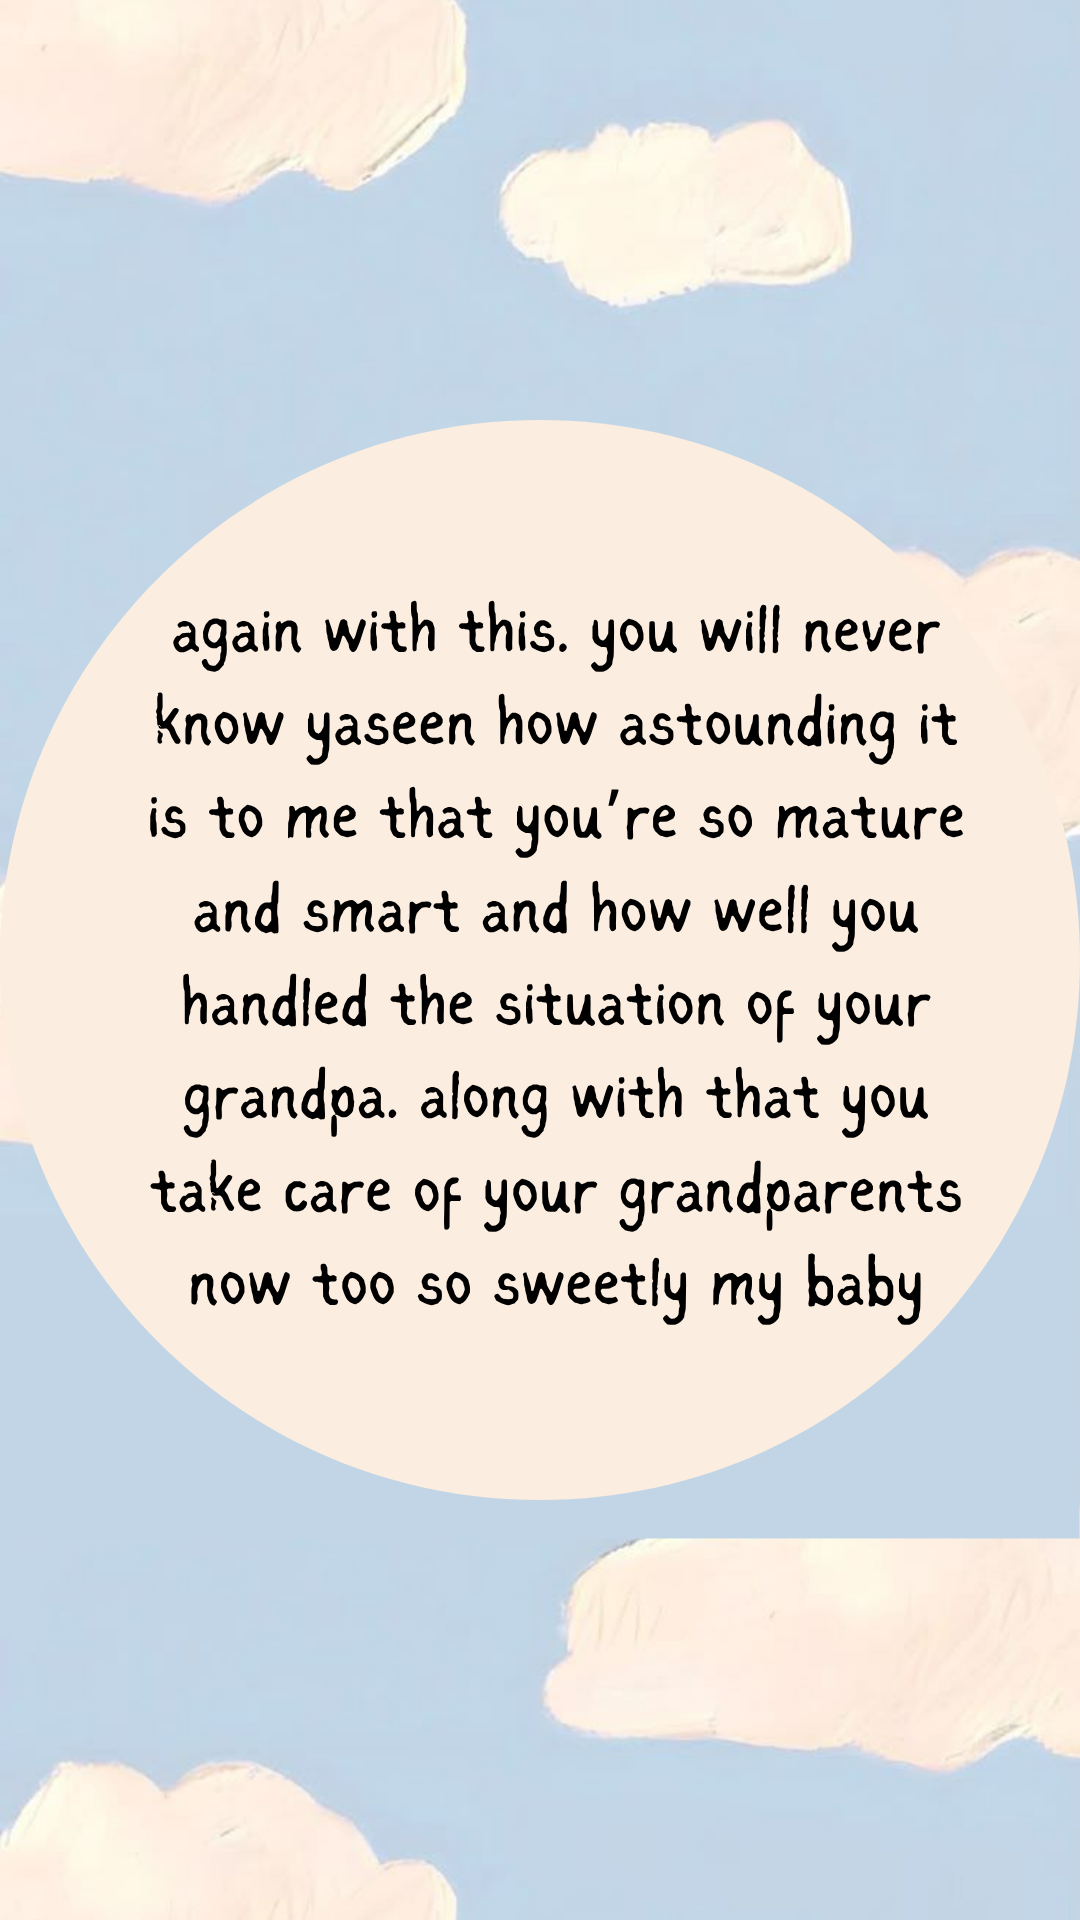 again with this. you will never
know yaseen how astounding it
is to me that you're so mature
and smart and how well you
handled the situation of your
grandpa. along with that you
take care of your grandparents
now too so sweetly my baby